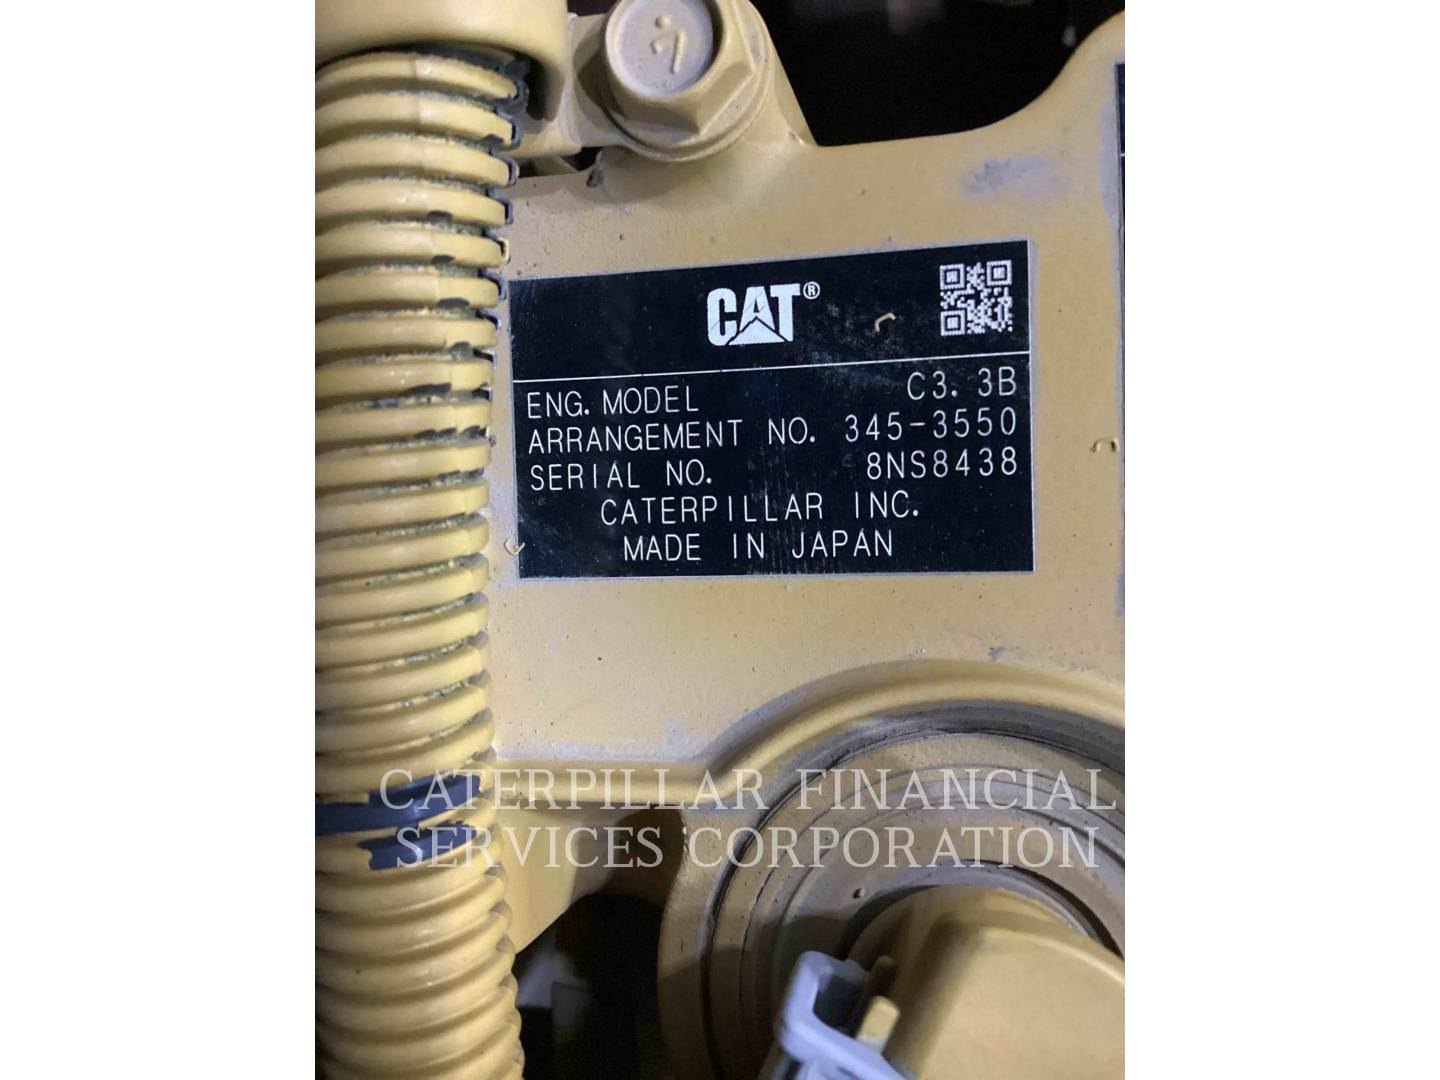 7
CAT®
ENG. MODEL C3.3B
ARRANGEMENT NO. 345-3550
SERIAL NO. 8NS8438
CATERPILLAR INC.
MADE IN JAPAN
CATERPILLAR FINANCIAL
SERVICES CORPORATION